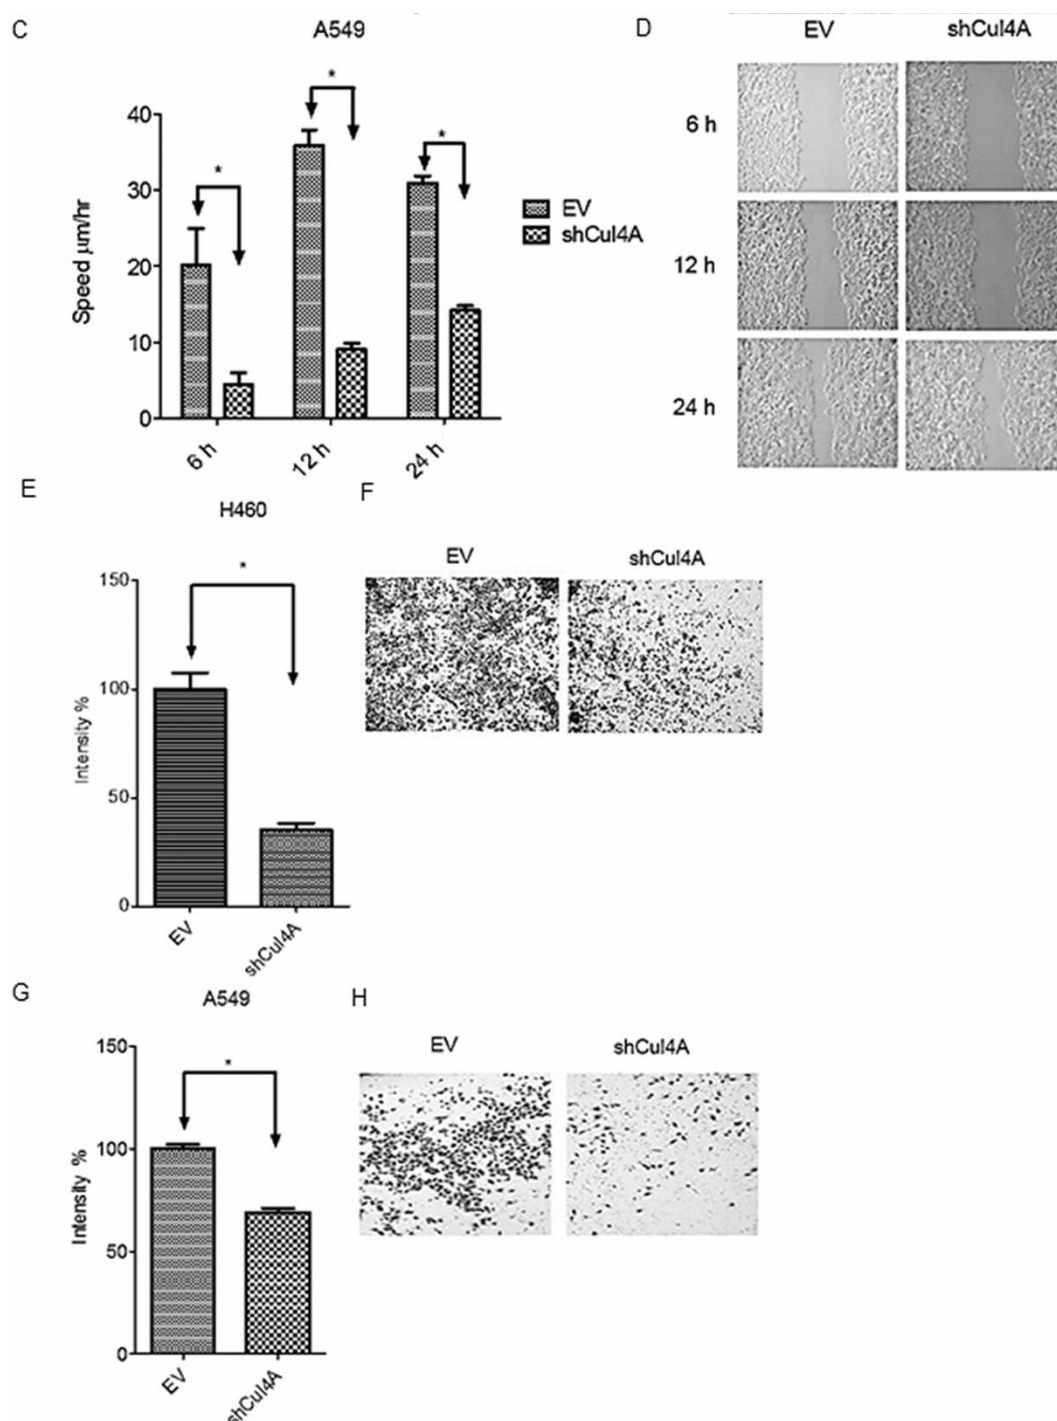 C
A549
D
EV
shCul4A
40
30
20
10
0
Speed µm/hr
*
*
*
EV
shCul4A
6 h
12 h
24 h
6 h
12 h
24 h
E
H460
F
EV
shCul4A
150
100
50
0
Intensity %
*
EV
shCul4A
G
A549
H
EV
shCul4A
150
100
50
0
Intensity %
*
EV
shCul4A